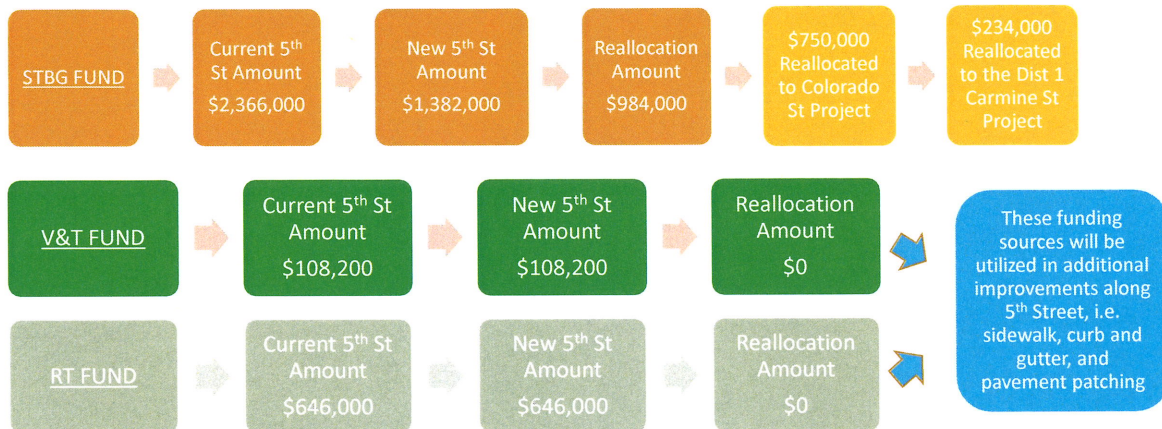 STBG FUND
Current 5th
St Amount
$2,366,000
New 5th St
Amount
$1,382,000
Reallocation
Amount
$984,000
$750,000
Reallocated
to Colorado
St Project
$234,000
Reallocated
to the Dist 1
Carmine St
Project
V&T FUND
Current 5th St
Amount
$108,200
New 5th St
Amount
$108,200
Reallocation
Amount
$0
RT FUND
Current 5th St
Amount
$646,000
New 5th St
Amount
$646,000
Reallocation
Amount
$0
These funding
sources will be
utilized in additional
improvements along
5th Street, i.e.
sidewalk, curb and
gutter, and
pavement patching